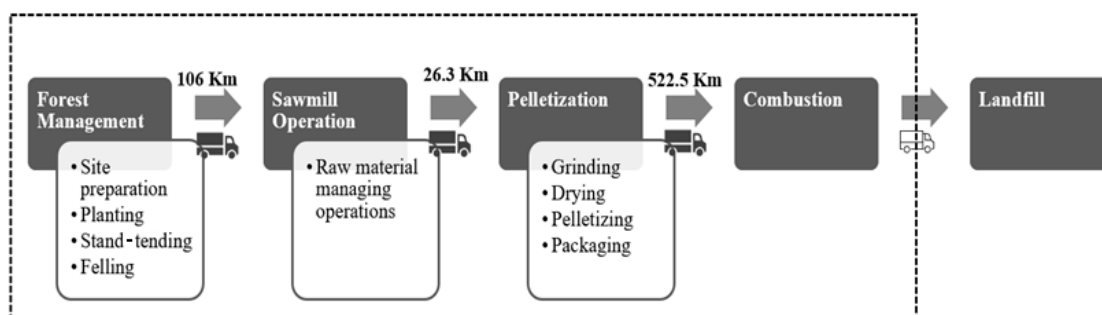 106 Km
26.3 Km
522.5 Km
Forest
Management
Sawmill
Operation
Pelletization
Combustion
Landfill
• Site
preparation
• Planting
• Stand-tending
• Felling
• Raw material
managing
operations
• Grinding
• Drying
• Pelletizing
• Packaging